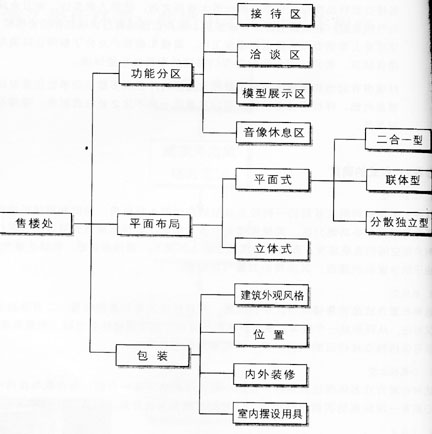 接待区
洽谈区
功能分区
模型展示区
音像休息区
二合一型
平面式
联体型
售楼处
平面布局
分散独立型
立体式
建筑外观风格
位置
包装
内外装修
室内摆设用具